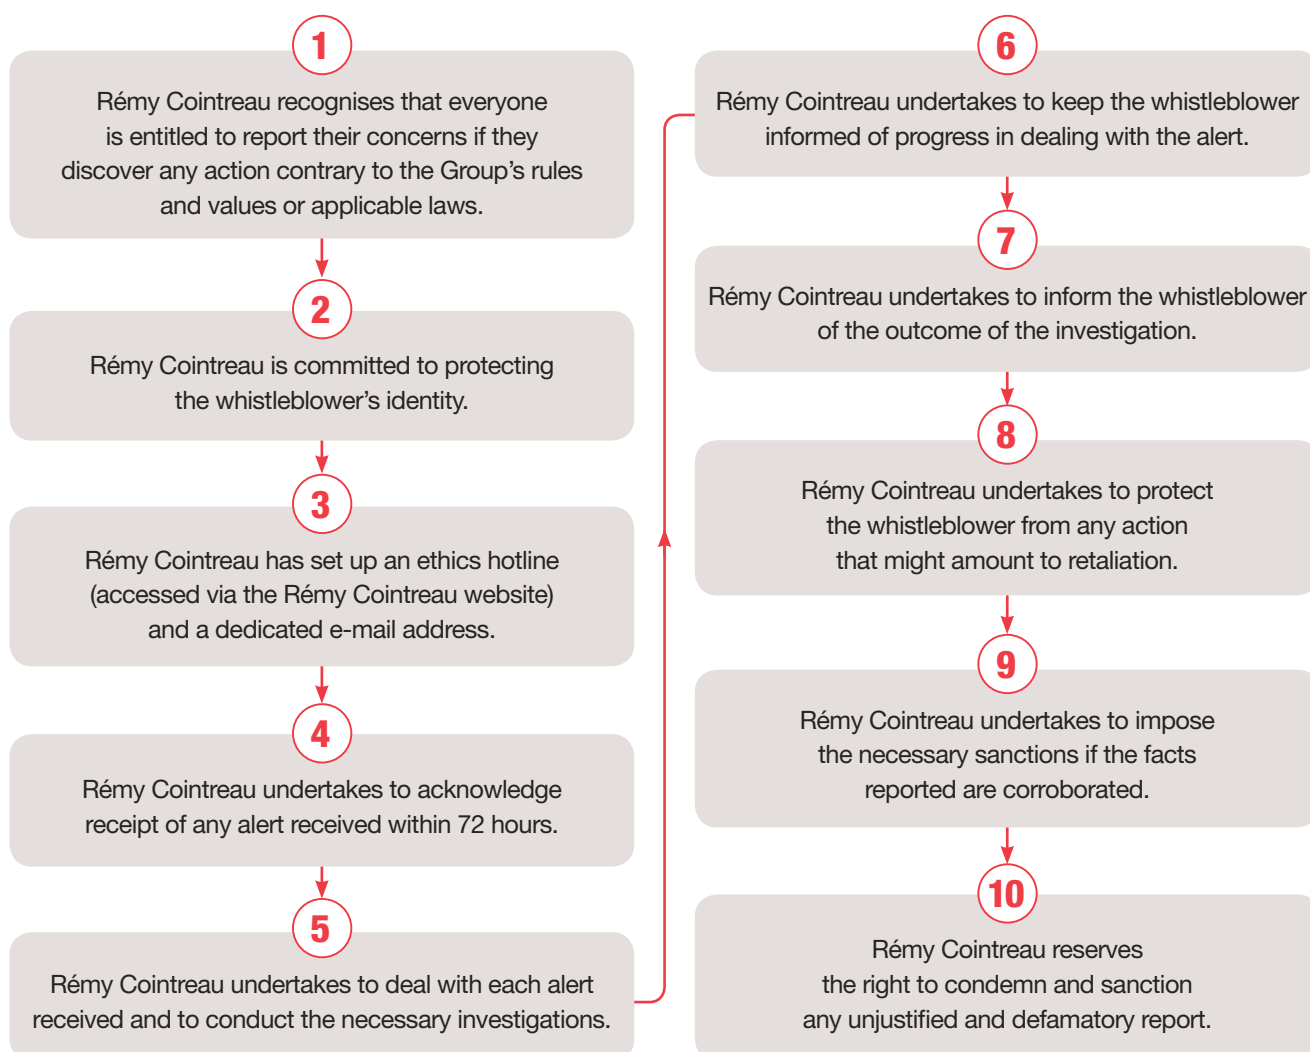 1
Rémy Cointreau recognises that everyone
is entitled to report their concerns if they
discover any action contrary to the Group's rules
and values or applicable laws.
2
Rémy Cointreau is committed to protecting
the whistleblower's identity.
3
Rémy Cointreau has set up an ethics hotline
(accessed via the Rémy Cointreau website)
and a dedicated e-mail address.
4
Rémy Cointreau undertakes to acknowledge
receipt of any alert received within 72 hours.
5
Rémy Cointreau undertakes to deal with each alert
received and to conduct the necessary investigations.
6
Rémy Cointreau undertakes to keep the whistleblower
informed of progress in dealing with the alert.
7
Rémy Cointreau undertakes to inform the whistleblower
of the outcome of the investigation.
8
Rémy Cointreau undertakes to protect
the whistleblower from any action
that might amount to retaliation.
9
Rémy Cointreau undertakes to impose
the necessary sanctions if the facts
reported are corroborated.
10
Rémy Cointreau reserves
the right to condemn and sanction
any unjustified and defamatory report.